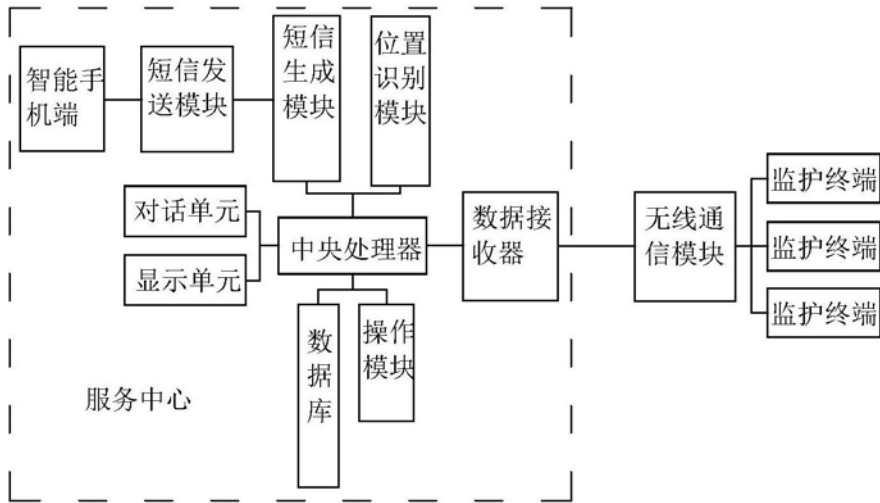 智能手
机端
短信发
送模块
短信
生成
模块
位置
识别
模块
对话单元
显示单元
中央处理器
数据接
收器
无线通
信模块
监护终端
监护终端
监护终端
数
据
库
操作
模块
服务中心